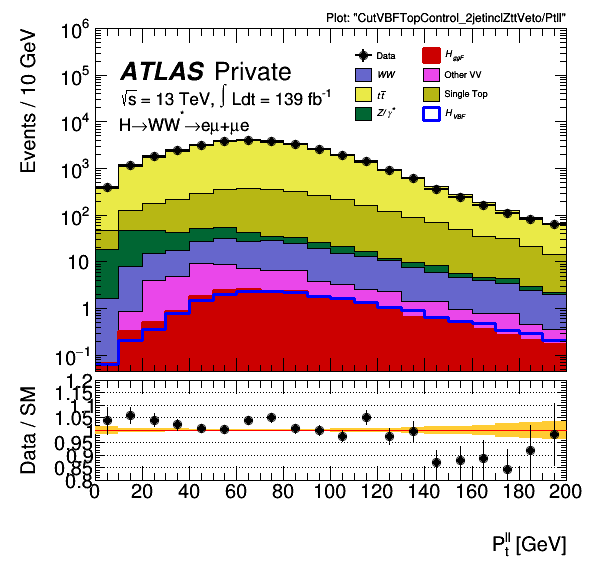 Plot: "CutVBFTopControl_2jetinclZttVeto/Ptll"
Events / 10 GeV
10⁶
10⁵
10⁴
10³
10²
10
1
10⁻¹
ATLAS Private
√s = 13 TeV, ∫ Ldt = 139 fb⁻¹
H→WW*→eμ+μe
Data
WW
tt̅
Z/γ*
H_ggF
Other VV
Single Top
H_VBF
Data / SM
1.2
1.15
1.1
1.05
1
0.95
0.9
0.85
0.8
0 20 40 60 80 100 120 140 160 180 200
P_t^ll [GeV]